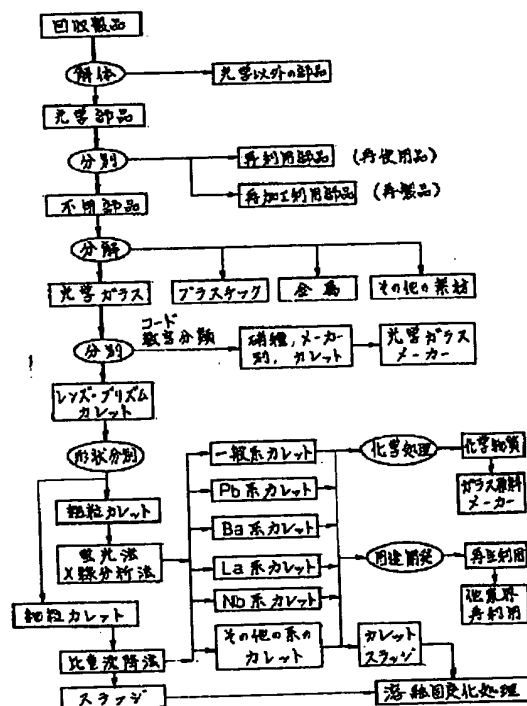 回収製品
解体
光学以外の部品
光学部品
分別
再利用部品 (再使用品)
再加工利用部品 (再製品)
不用部品
分解
光学ガラス
プラスチック
金属
その他の素材
コード
数字分類
分別
硝種,メーカー
別,カレット
光学ガラス
メーカー
レンズ・プリズム
カレット
形状分別
一般系カレット
化学処理
化学物質
Pb系カレット
ガラス原料
メーカー
粗粒カレット
Ba系カレット
蛍光法
X線分析法
La系カレット
用途開発
再生利用
Nb系カレット
他業界
再利用
細粒カレット
その他の系の
カレット
カレット
スラッジ
比重沈降法
スラッジ
溶融固定化処理